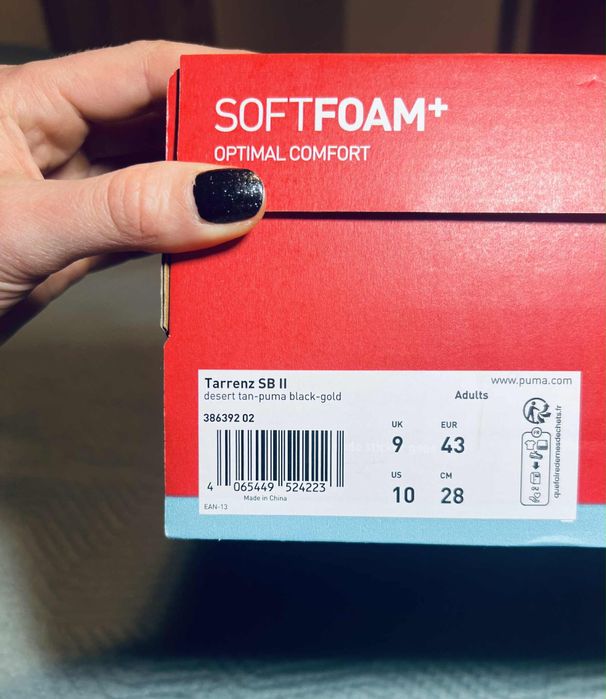 SOFTFOAM+
OPTIMAL COMFORT
Tarrenz SB II
www.puma.com
desert tan-puma black-gold
Adults
386392 02
UK EUR
9 43
US CM
10 28
4 065449 524223
Made in China
EAN-13
FR
quefairedemesdechets.fr